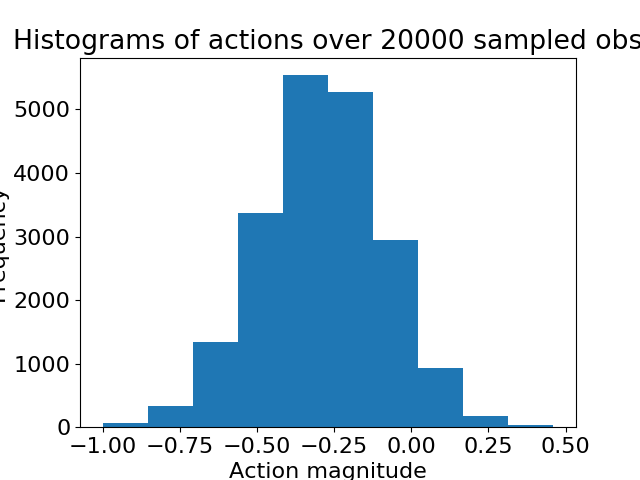 Histograms of actions over 20000 sampled obs
5000
4000
3000
2000
1000
0
Frequency
−1.00 −0.75 −0.50 −0.25 0.00 0.25 0.50
Action magnitude